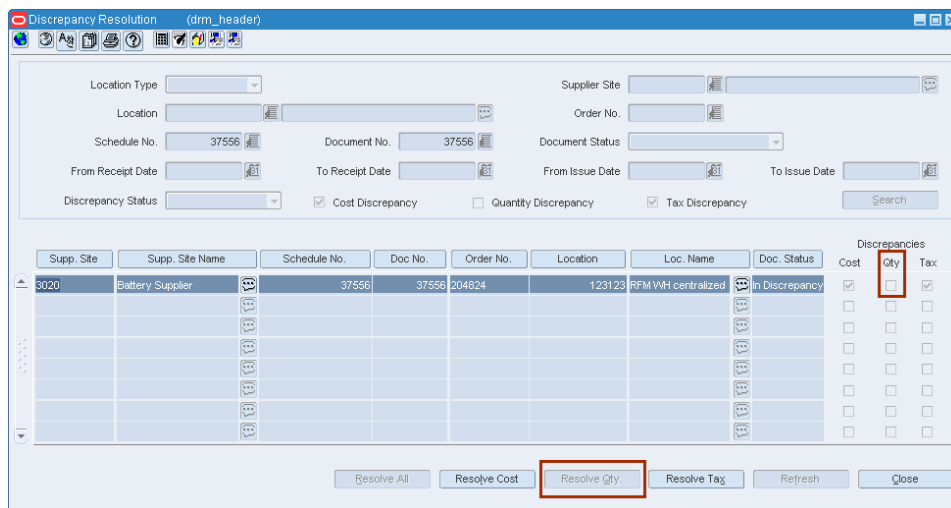 Discrepancy Resolution (drm_header)
Location Type
Supplier Site
Location
Order No.
Schedule No. 37556 Document No. 37556 Document Status
From Receipt Date To Receipt Date From Issue Date To Issue Date
Discrepancy Status Cost Discrepancy Quantity Discrepancy Tax Discrepancy Search
Discrepancies
Supp. Site Supp. Site Name Schedule No. Doc No. Order No. Location Loc. Name Doc. Status Cost Qty Tax
3020 Battery Supplier 37556 37556 204824 123123 RFM WH centralized In Discrepancy
Resolve All Resolve Cost Resolve Qty. Resolve Tax Refresh Close